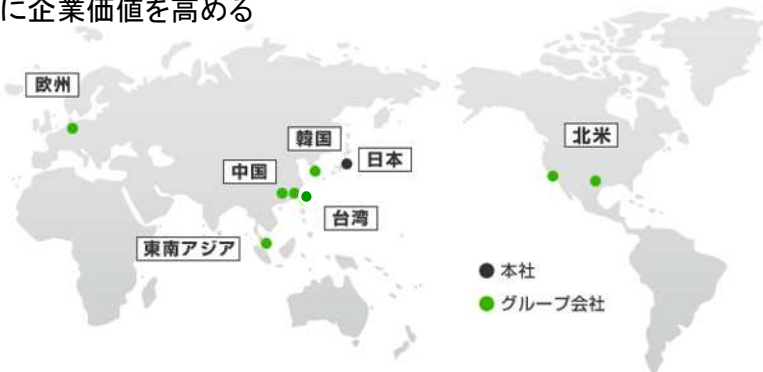 に企業価値を高める
欧州
韓国
北米
中国
日本
台湾
東南アジア
本社
グループ会社